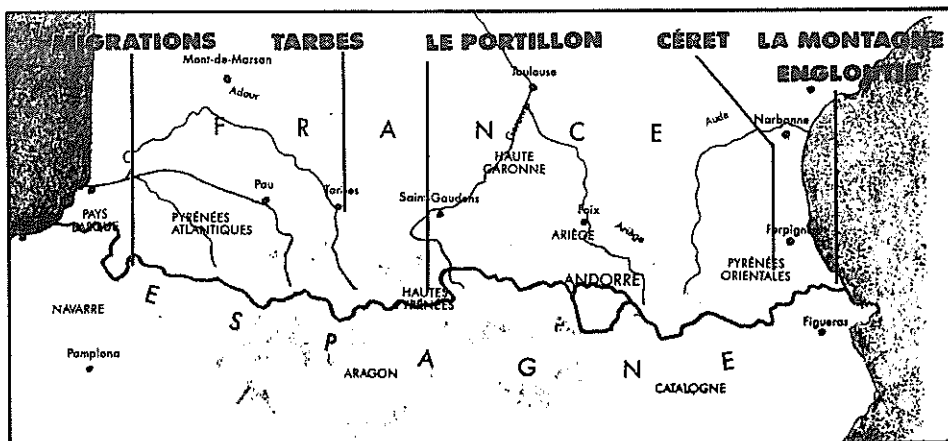 MIGRATIONS TARBES LE PORTILLON CÉRET LA MONTAGNE
ENGLOUTIE
Mont-de-Marsan
Toulouse
Adour
F R A N C E
Aude
Narbonne
Garonne
HAUTE
GARONNE
Pau
Tarbes
Saint-Gaudens
PAYS
BASQUE
PYRÉNÉES
ATLANTIQUES
Foix
ARIÈGE
Ariège
Perpignan
PYRÉNÉES
ORIENTALES
ANDORRE
HAUTES
PYRÉNÉES
NAVARRE
E S P A G N E
Figueras
Pamplona
ARAGON
CATALOGNE